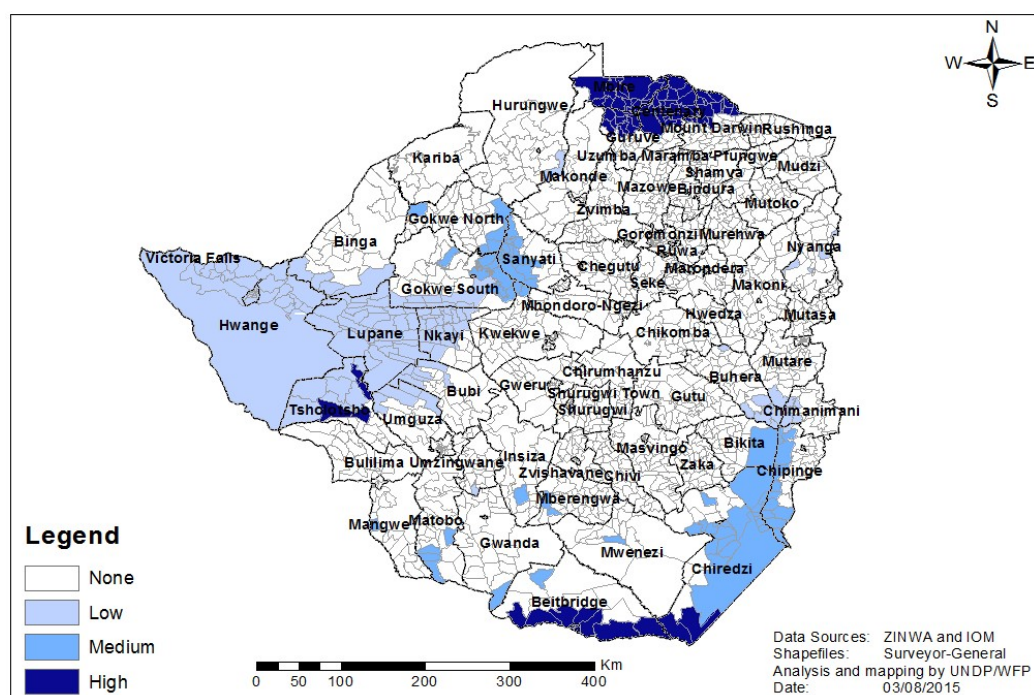 N
W E
S
Mbire
Hurungwe
Centenary
Mount Darwin Rushinga
Guruve
Kariba
Uzumba Maramba Pfungwe
Mudzi
Makonde
Shamva
Mazowe Bindura
Mutoko
Zvimba
Gokwe North
Goromonzi Murehwa
Binga
Nyanga
Ruwa
Sanyati
Victoria Falls
Chegutu
Marondera
Gokwe South
Seke
Makoni
Mhondoro-Ngezi
Hwedza
Mutasa
Hwange
Lupane Nkayi Kwekwe
Chikomba
Mutare
Chirumhanzu
Buhera
Gweru
Bubi
Shurugwi Town
Gutu
Tsholotsho
Shurugwi
Chimanimani
Umguza
Bikita
Masvingo
Insiza
Bulilima Umzingwane
Zaka
Chipinge
Zvishavane Chivi
Mberengwa
Mangwe Matobo
Gwanda
Mwenezi
Chiredzi
Beitbridge
Legend
None
Low
Medium
High
Km
0 50 100 200 300 400
Data Sources: ZINWA and IOM
Shapefiles: Surveyor-General
Analysis and mapping by UNDP/WFP
Date: 03/08/2015